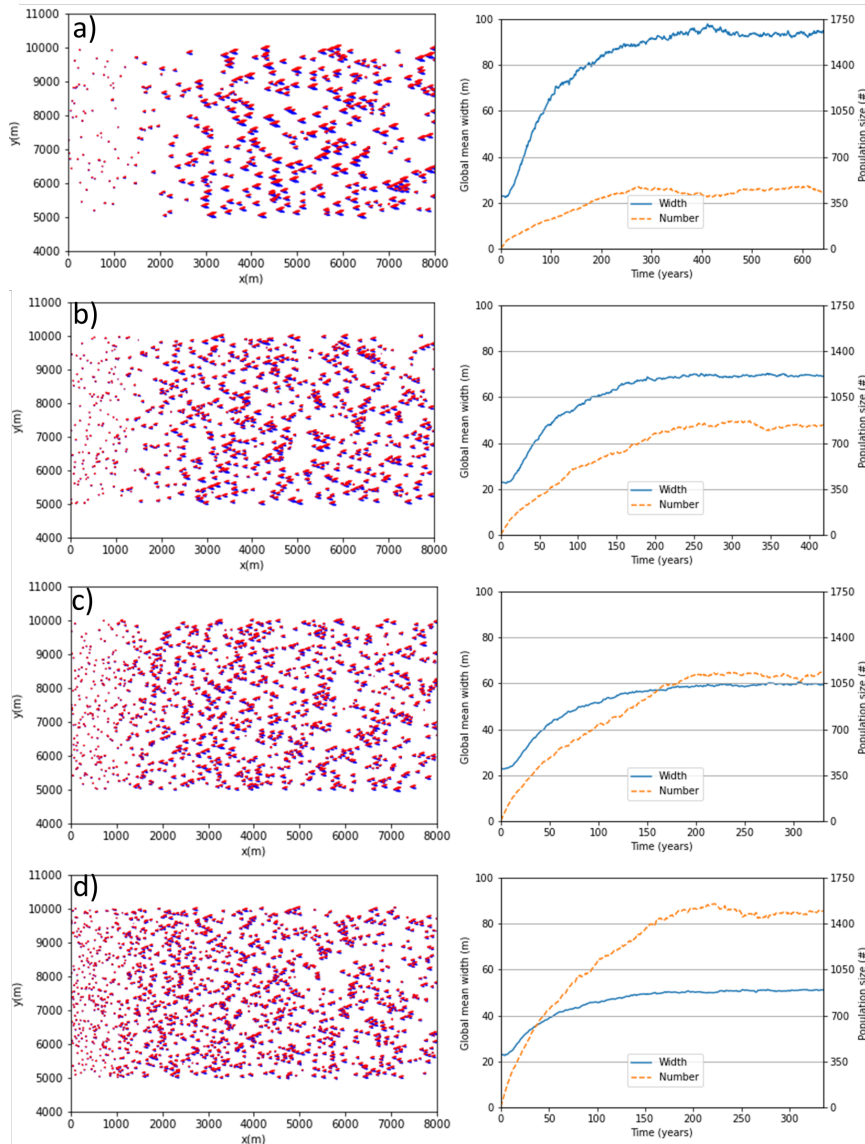 a)
11000
10000
9000
8000
7000
6000
5000
4000
y(m)
0 1000 2000 3000 4000 5000 6000 7000 8000
x(m)
100
80
60
40
20
0
Global mean width (m)
1750
1400
1050
700
350
0
Population size (#)
Width
Number
0 100 200 300 400 500 600
Time (years)
b)
11000
10000
9000
8000
7000
6000
5000
4000
y(m)
0 1000 2000 3000 4000 5000 6000 7000 8000
x(m)
100
80
60
40
20
0
Global mean width (m)
1750
1400
1050
700
350
0
Population size (#)
Width
Number
0 50 100 150 200 250 300 350 400
Time (years)
c)
11000
10000
9000
8000
7000
6000
5000
4000
y(m)
0 1000 2000 3000 4000 5000 6000 7000 8000
x(m)
100
80
60
40
20
0
Global mean width (m)
1750
1400
1050
700
350
0
Population size (#)
Width
Number
0 50 100 150 200 250 300
Time (years)
d)
11000
10000
9000
8000
7000
6000
5000
4000
y(m)
0 1000 2000 3000 4000 5000 6000 7000 8000
x(m)
100
80
60
40
20
0
Global mean width (m)
1750
1400
1050
700
350
0
Population size (#)
Width
Number
0 50 100 150 200 250 300
Time (years)